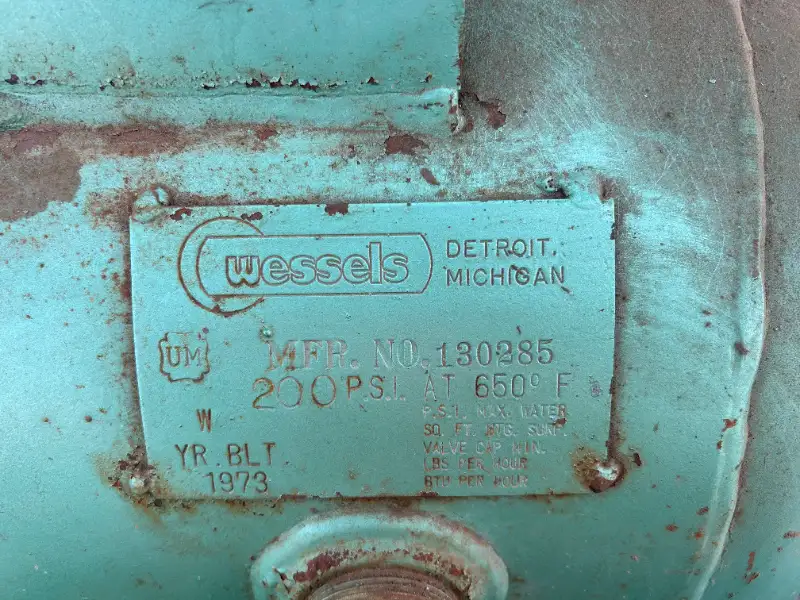 wessels
DETROIT,
MICHIGAN
UM
MFR. NO. 130285
200 P.S.I. AT 650° F.
W
P.S.I. MAX. WATER
SQ. FT. HTG. SURF.
VALVE CAP MIN.
LBS PER HOUR
BTU PER HOUR
YR. BLT.
1973